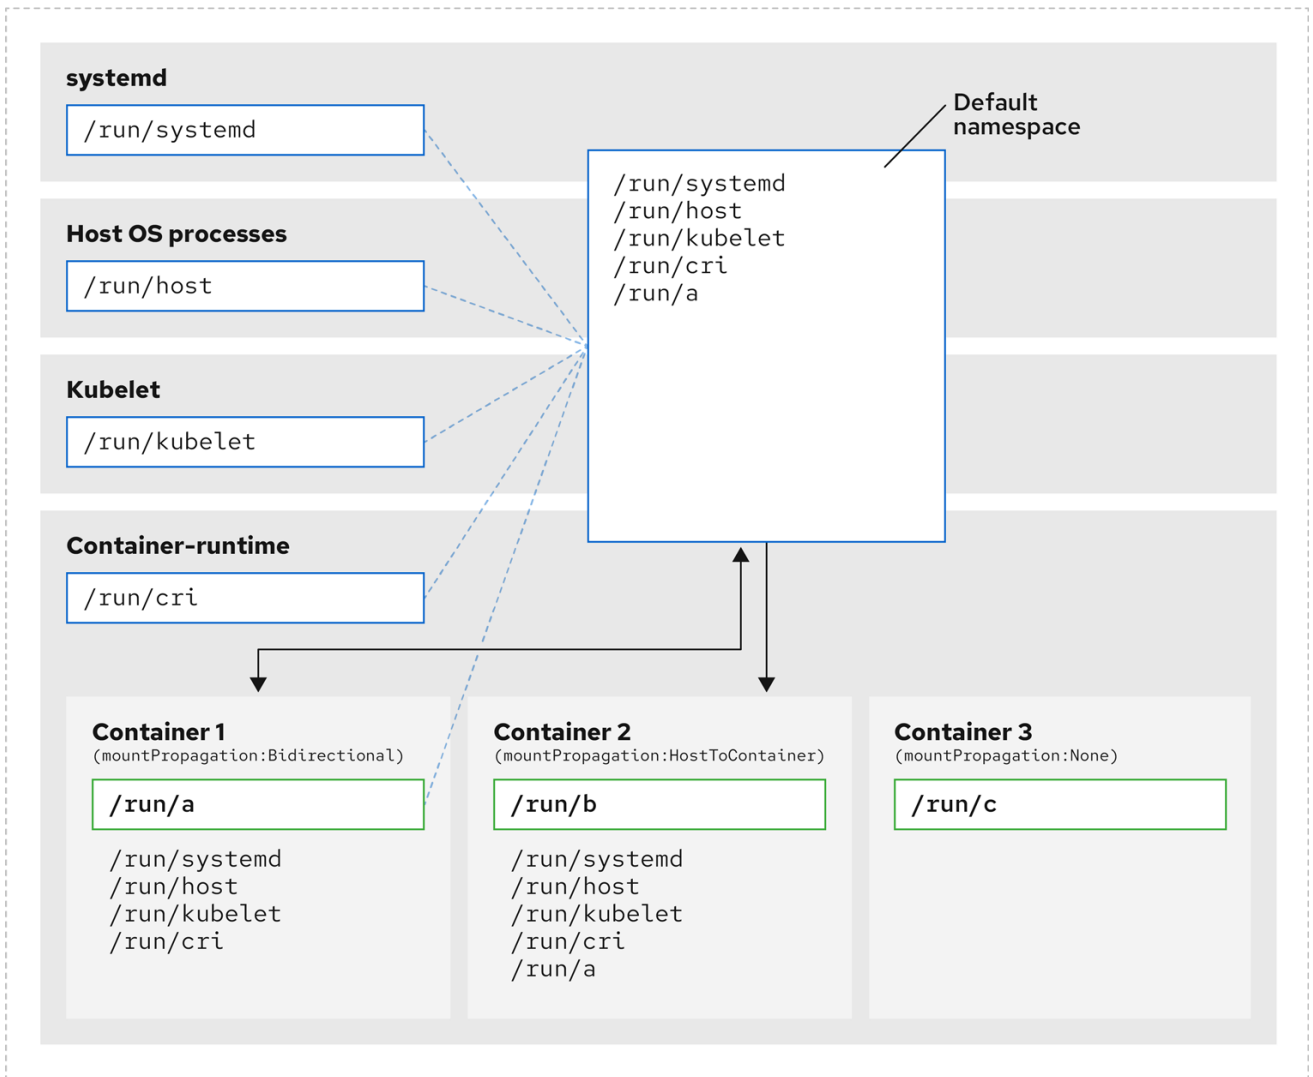 systemd
/run/systemd
Default
namespace
/run/systemd
/run/host
/run/kubelet
/run/cri
/run/a
Host OS processes
/run/host
Kubelet
/run/kubelet
Container-runtime
/run/cri
Container 1
(mountPropagation:Bidirectional)
/run/a
/run/systemd
/run/host
/run/kubelet
/run/cri
Container 2
(mountPropagation:HostToContainer)
/run/b
/run/systemd
/run/host
/run/kubelet
/run/cri
/run/a
Container 3
(mountPropagation:None)
/run/c